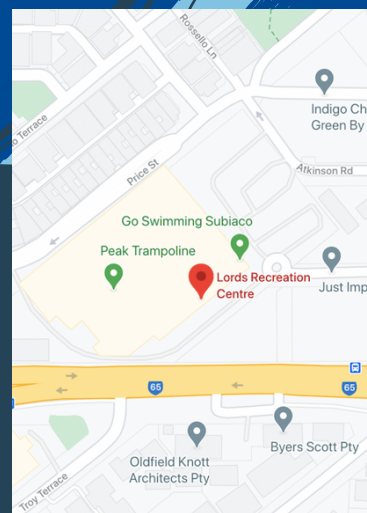 Rossello Ln
Indigo Ch
Green By
o Terrace
Price St
Atkinson Rd
Go Swimming Subiaco
Peak Trampoline
Lords Recreation
Centre
Just Imp
65
65
Byers Scott Pty
Oldfield Knott
Architects Pty
Troy Terrace